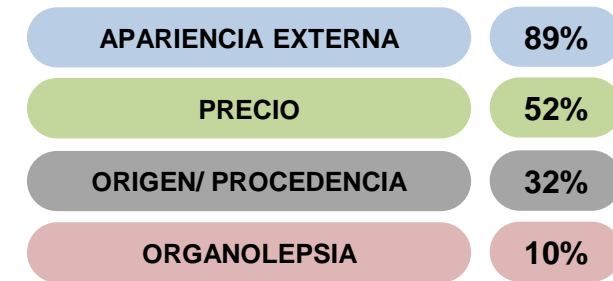 APARIENCIA EXTERNA 89%
PRECIO 52%
ORIGEN/ PROCEDENCIA 32%
ORGANOLEPSIA 10%